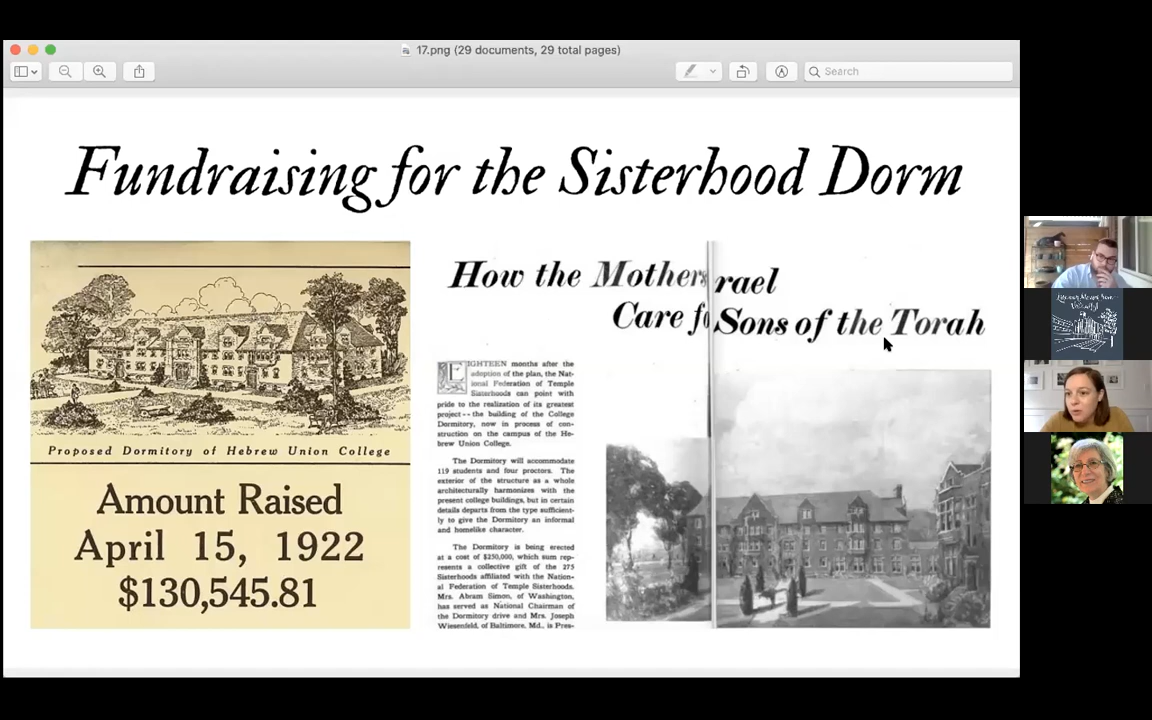 17.png (29 documents, 29 total pages)
Search
Fundraising for the Sisterhood Dorm
Proposed Dormitory of Hebrew Union College
Amount Raised
April 15, 1922
$130,545.81
How the Mothers rael
Care fo Sons of the Torah
EIGHTEEN months after the
adoption of the plan, the Nat-
ional Federation of Temple
Sisterhoods can point with
pride to the realization of its greatest
project--the building of the College
Dormitory, now in process of con-
struction on the campus of the He-
brew Union College.
The Dormitory will accommodate
119 students and four proctors. The
exterior of the structure as a whole
architecturally harmonizes with the
present college buildings, but in certain
details departs from the type sufficient-
ly to give the Dormitory an informal
and homelike character.
The Dormitory is being erected
at a cost of $250,000, which sum rep-
resents a collective gift of the 275
Sisterhoods affiliated with the Nation-
al Federation of Temple Sisterhoods.
Mrs. Abram Simon, of Washington,
has served as National Chairman of
the Dormitory drive and Mrs. Joseph
Wiesenfeld, of Baltimore, Md., is Pres-